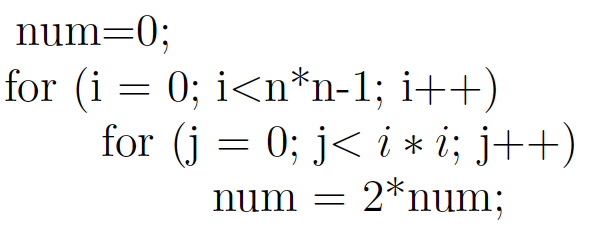 num=0;
for (i = 0; i<n*n-1; i++)
for (j = 0; j< i * i; j++)
num = 2*num;